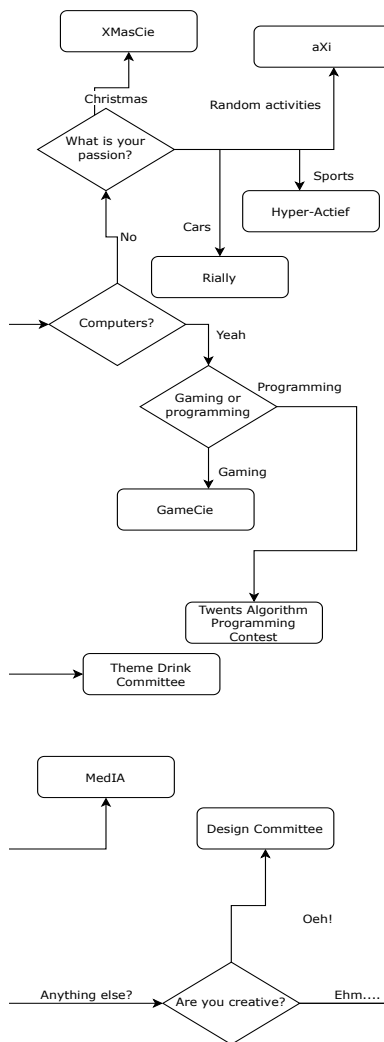 XMasCie
aXi
Christmas
Random activities
What is your
passion?
Sports
Hyper-Actief
No
Cars
Rially
Computers?
Yeah
Programming
Gaming or
programming
Gaming
GameCie
Twents Algorithm
Programming
Contest
Theme Drink
Committee
MedIA
Design Committee
Oeh!
Anything else?
Are you creative?
Ehm....